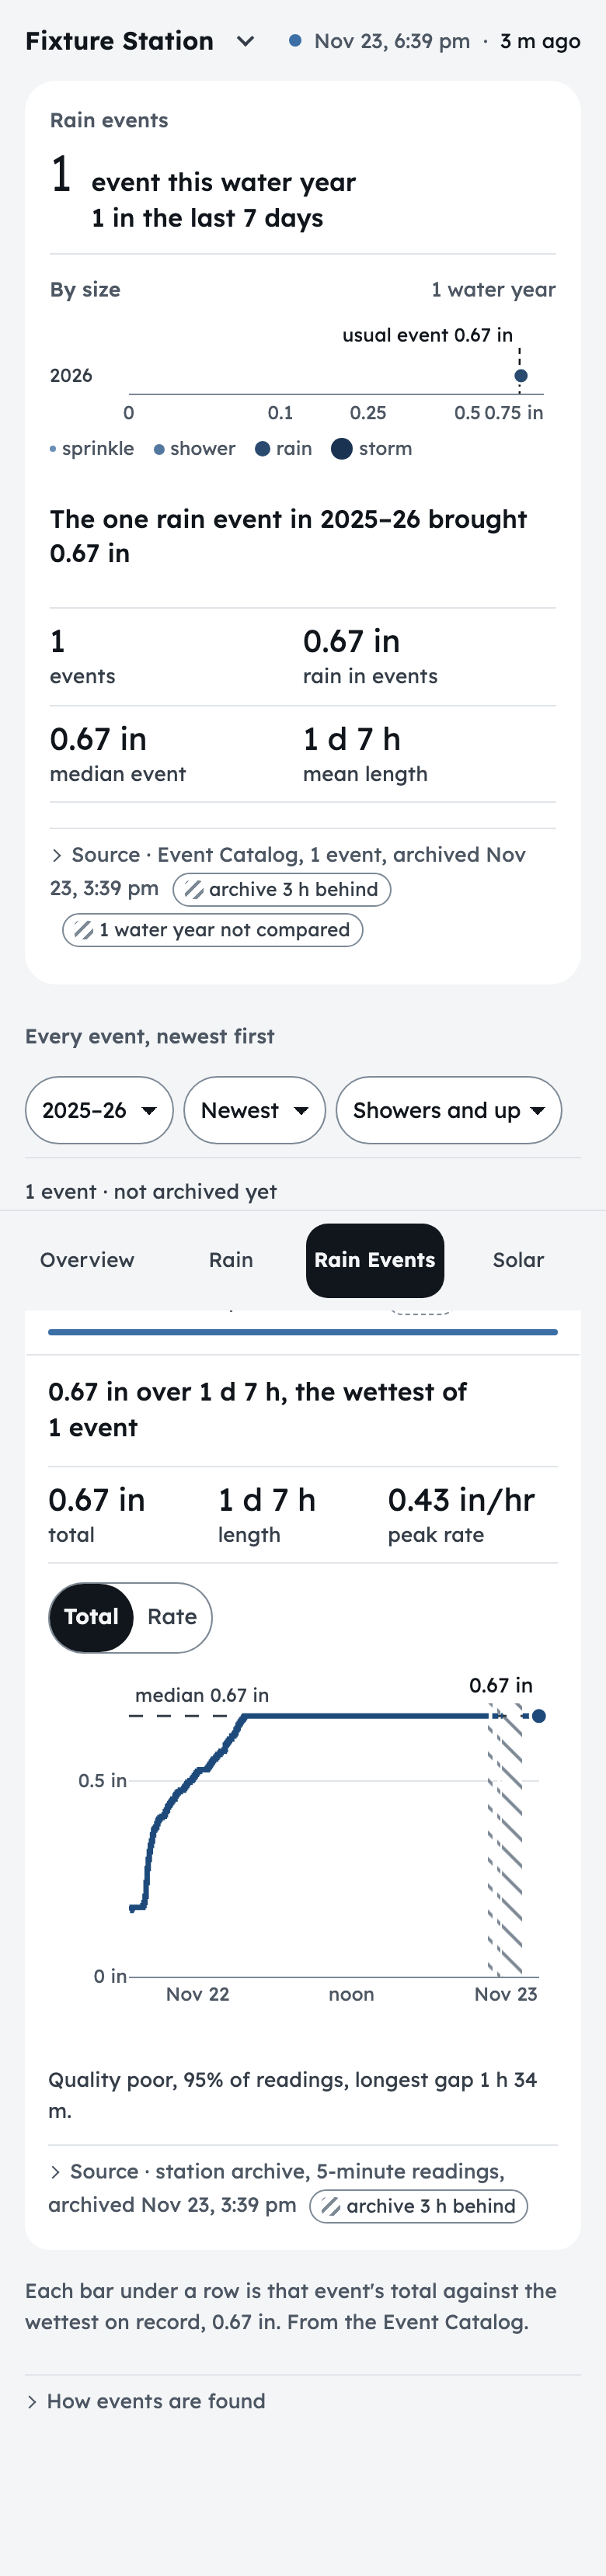 Fixture Station
Nov 23, 6:39 pm · 3 m ago
Rain events
1 event this water year
1 in the last 7 days
By size
1 water year
usual event 0.67 in
2026
0 0.1 0.25 0.5 0.75 in
sprinkle shower rain storm
The one rain event in 2025–26 brought
0.67 in
1 0.67 in
events rain in events
0.67 in 1 d 7 h
median event mean length
Source · Event Catalog, 1 event, archived Nov
23, 3:39 pm archive 3 h behind
1 water year not compared
Every event, newest first
2025–26 Newest Showers and up
1 event · not archived yet
Overview Rain Rain Events Solar
0.67 in over 1 d 7 h, the wettest of
1 event
0.67 in 1 d 7 h 0.43 in/hr
total length peak rate
Total Rate
0.67 in
median 0.67 in
0.5 in
0 in
Nov 22 noon Nov 23
Quality poor, 95% of readings, longest gap 1 h 34
m.
Source · station archive, 5-minute readings,
archived Nov 23, 3:39 pm archive 3 h behind
Each bar under a row is that event's total against the
wettest on record, 0.67 in. From the Event Catalog.
How events are found